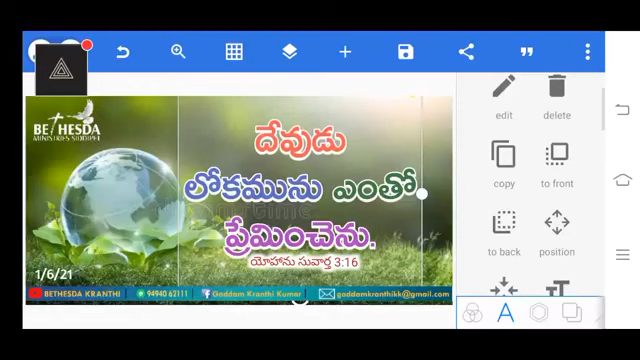 edit
delete
copy
to front
to back
position
BETHESDA
MINISTRIES SIDDIPET
దేవుడు
లోకమును ఎంతో
ప్రేమించెను.
యోహాను సువార్త 3:16
1/6/21
BETHESDA KRANTHI
94940 62111
Gaddam Kranthi Kumar
gaddamkranthikk@gmail.com